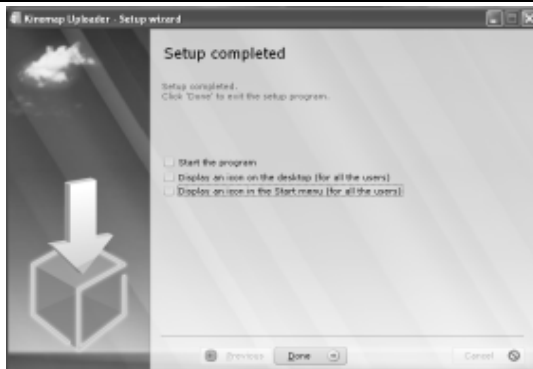 Kinomap Uploader - Setup wizard
Setup completed
Setup completed.
Click 'Done' to exit the setup program.
Start the program
Display an icon on the desktop (for all the users)
Display an icon in the Start menu (for all the users)
Previous Done Cancel